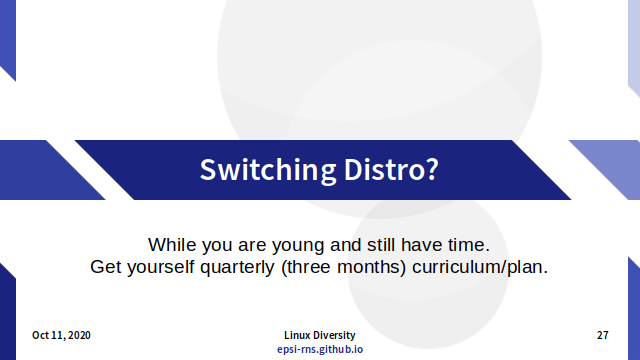 Switching Distro?
While you are young and still have time.
Get yourself quarterly (three months) curriculum/plan.
Oct 11, 2020
Linux Diversity
epsi-rns.github.io
27